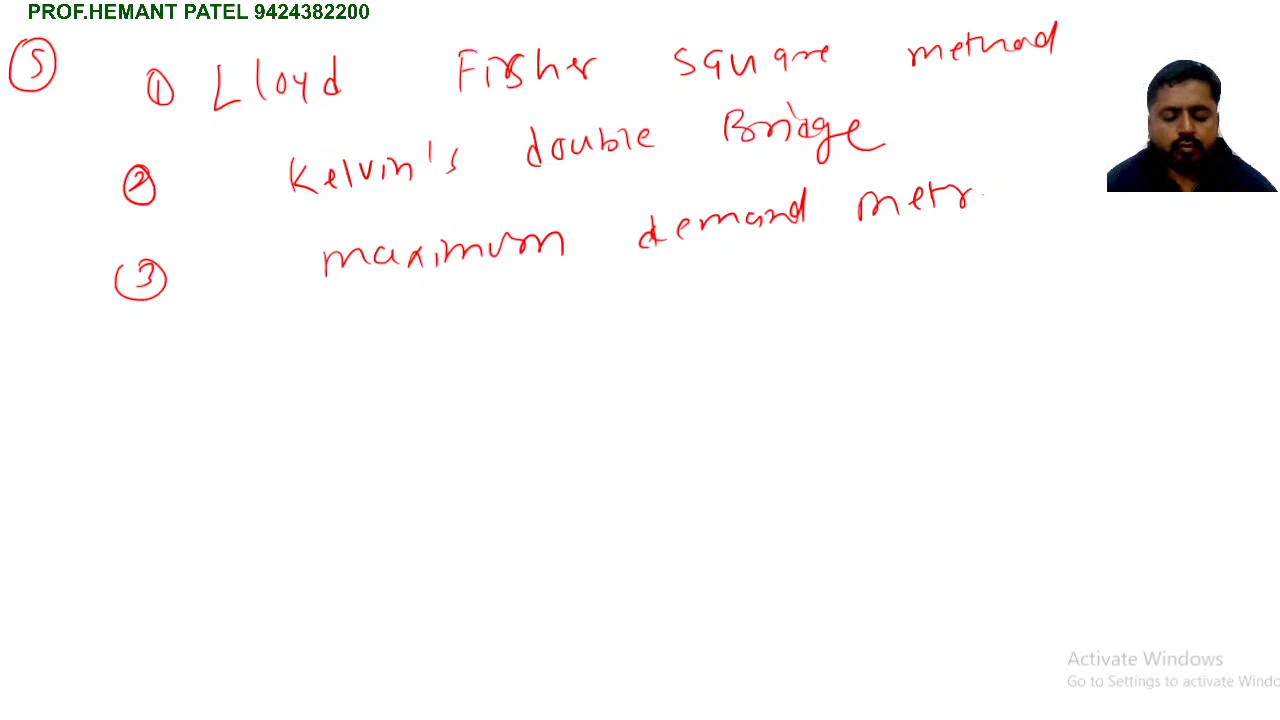 PROF.HEMANT PATEL 9424382200
5 1 Lloyd Fisher square method
2 Kelvin's double Bridge
3 maximum demand metr
Activate Windows
Go to Settings to activate Windo